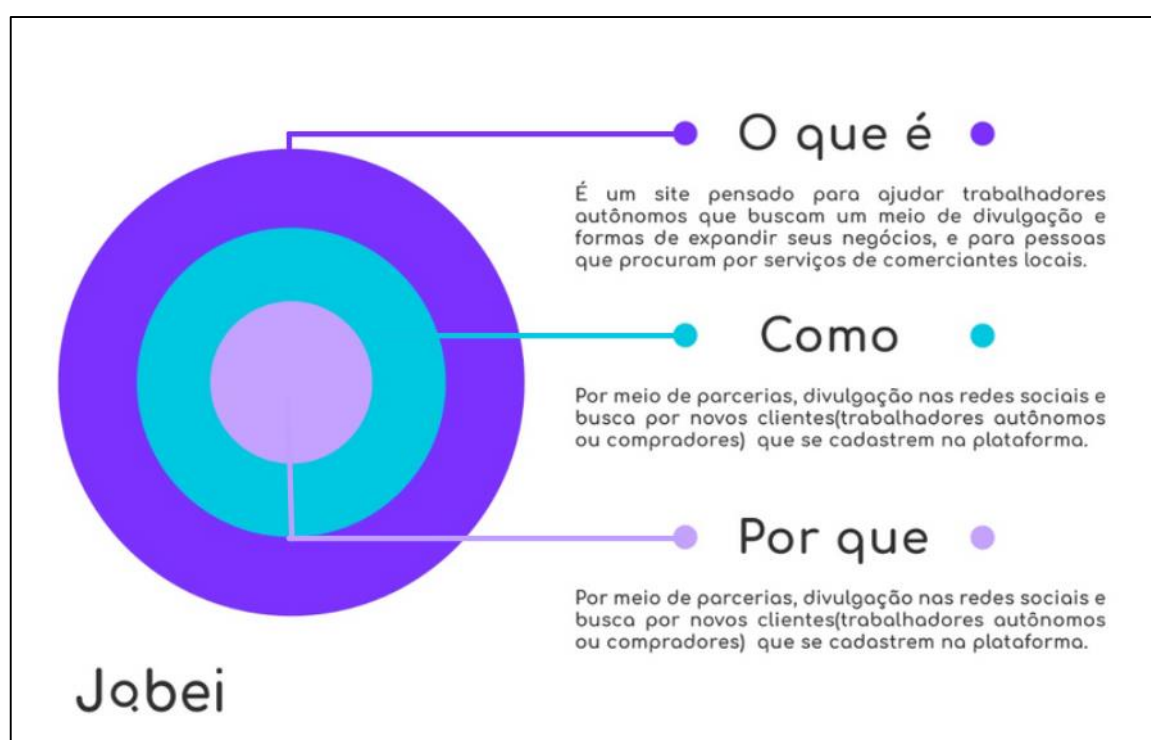 O que é
É um site pensado para ajudar trabalhadores
autônomos que buscam um meio de divulgação e
formas de expandir seus negócios, e para pessoas
que procuram por serviços de comerciantes locais.
Como
Por meio de parcerias, divulgação nas redes sociais e
busca por novos clientes(trabalhadores autônomos
ou compradores) que se cadastrem na plataforma.
Por que
Por meio de parcerias, divulgação nas redes sociais e
busca por novos clientes(trabalhadores autônomos
ou compradores) que se cadastrem na plataforma.
Jobei